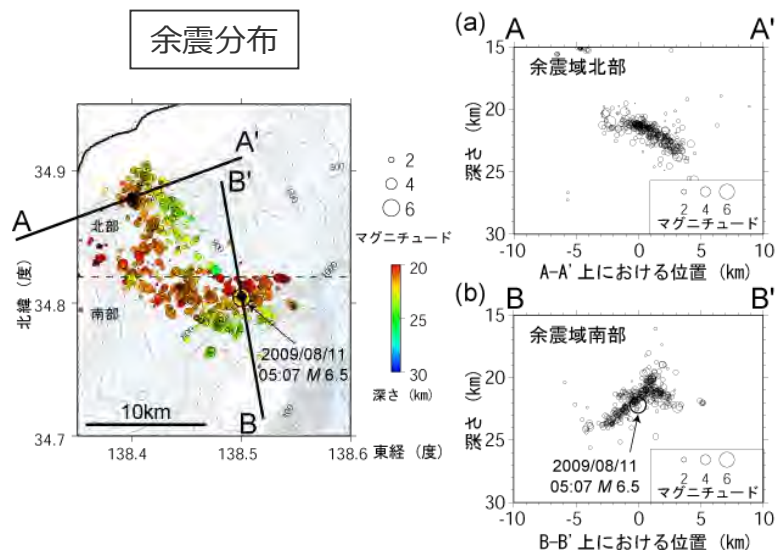 余震分布
A'
B'
A
北部
南部
B
34.9
34.8
34.7
北緯（度）
138.4
138.5
138.6
東経（度）
10km
2009/08/11
05:07 M 6.5
2
4
6
マグニチュード
20
25
30
深さ (km)
(a)
A
A'
余震域北部
15
20
25
30
深さ (km)
2 4 6
マグニチュード
-10
-5
0
5
10
A-A' 上における位置 (km)
(b)
B
B'
余震域南部
15
20
25
30
深さ (km)
2009/08/11
05:07 M 6.5
2 4 6
マグニチュード
-10
-5
0
5
10
B-B' 上における位置 (km)